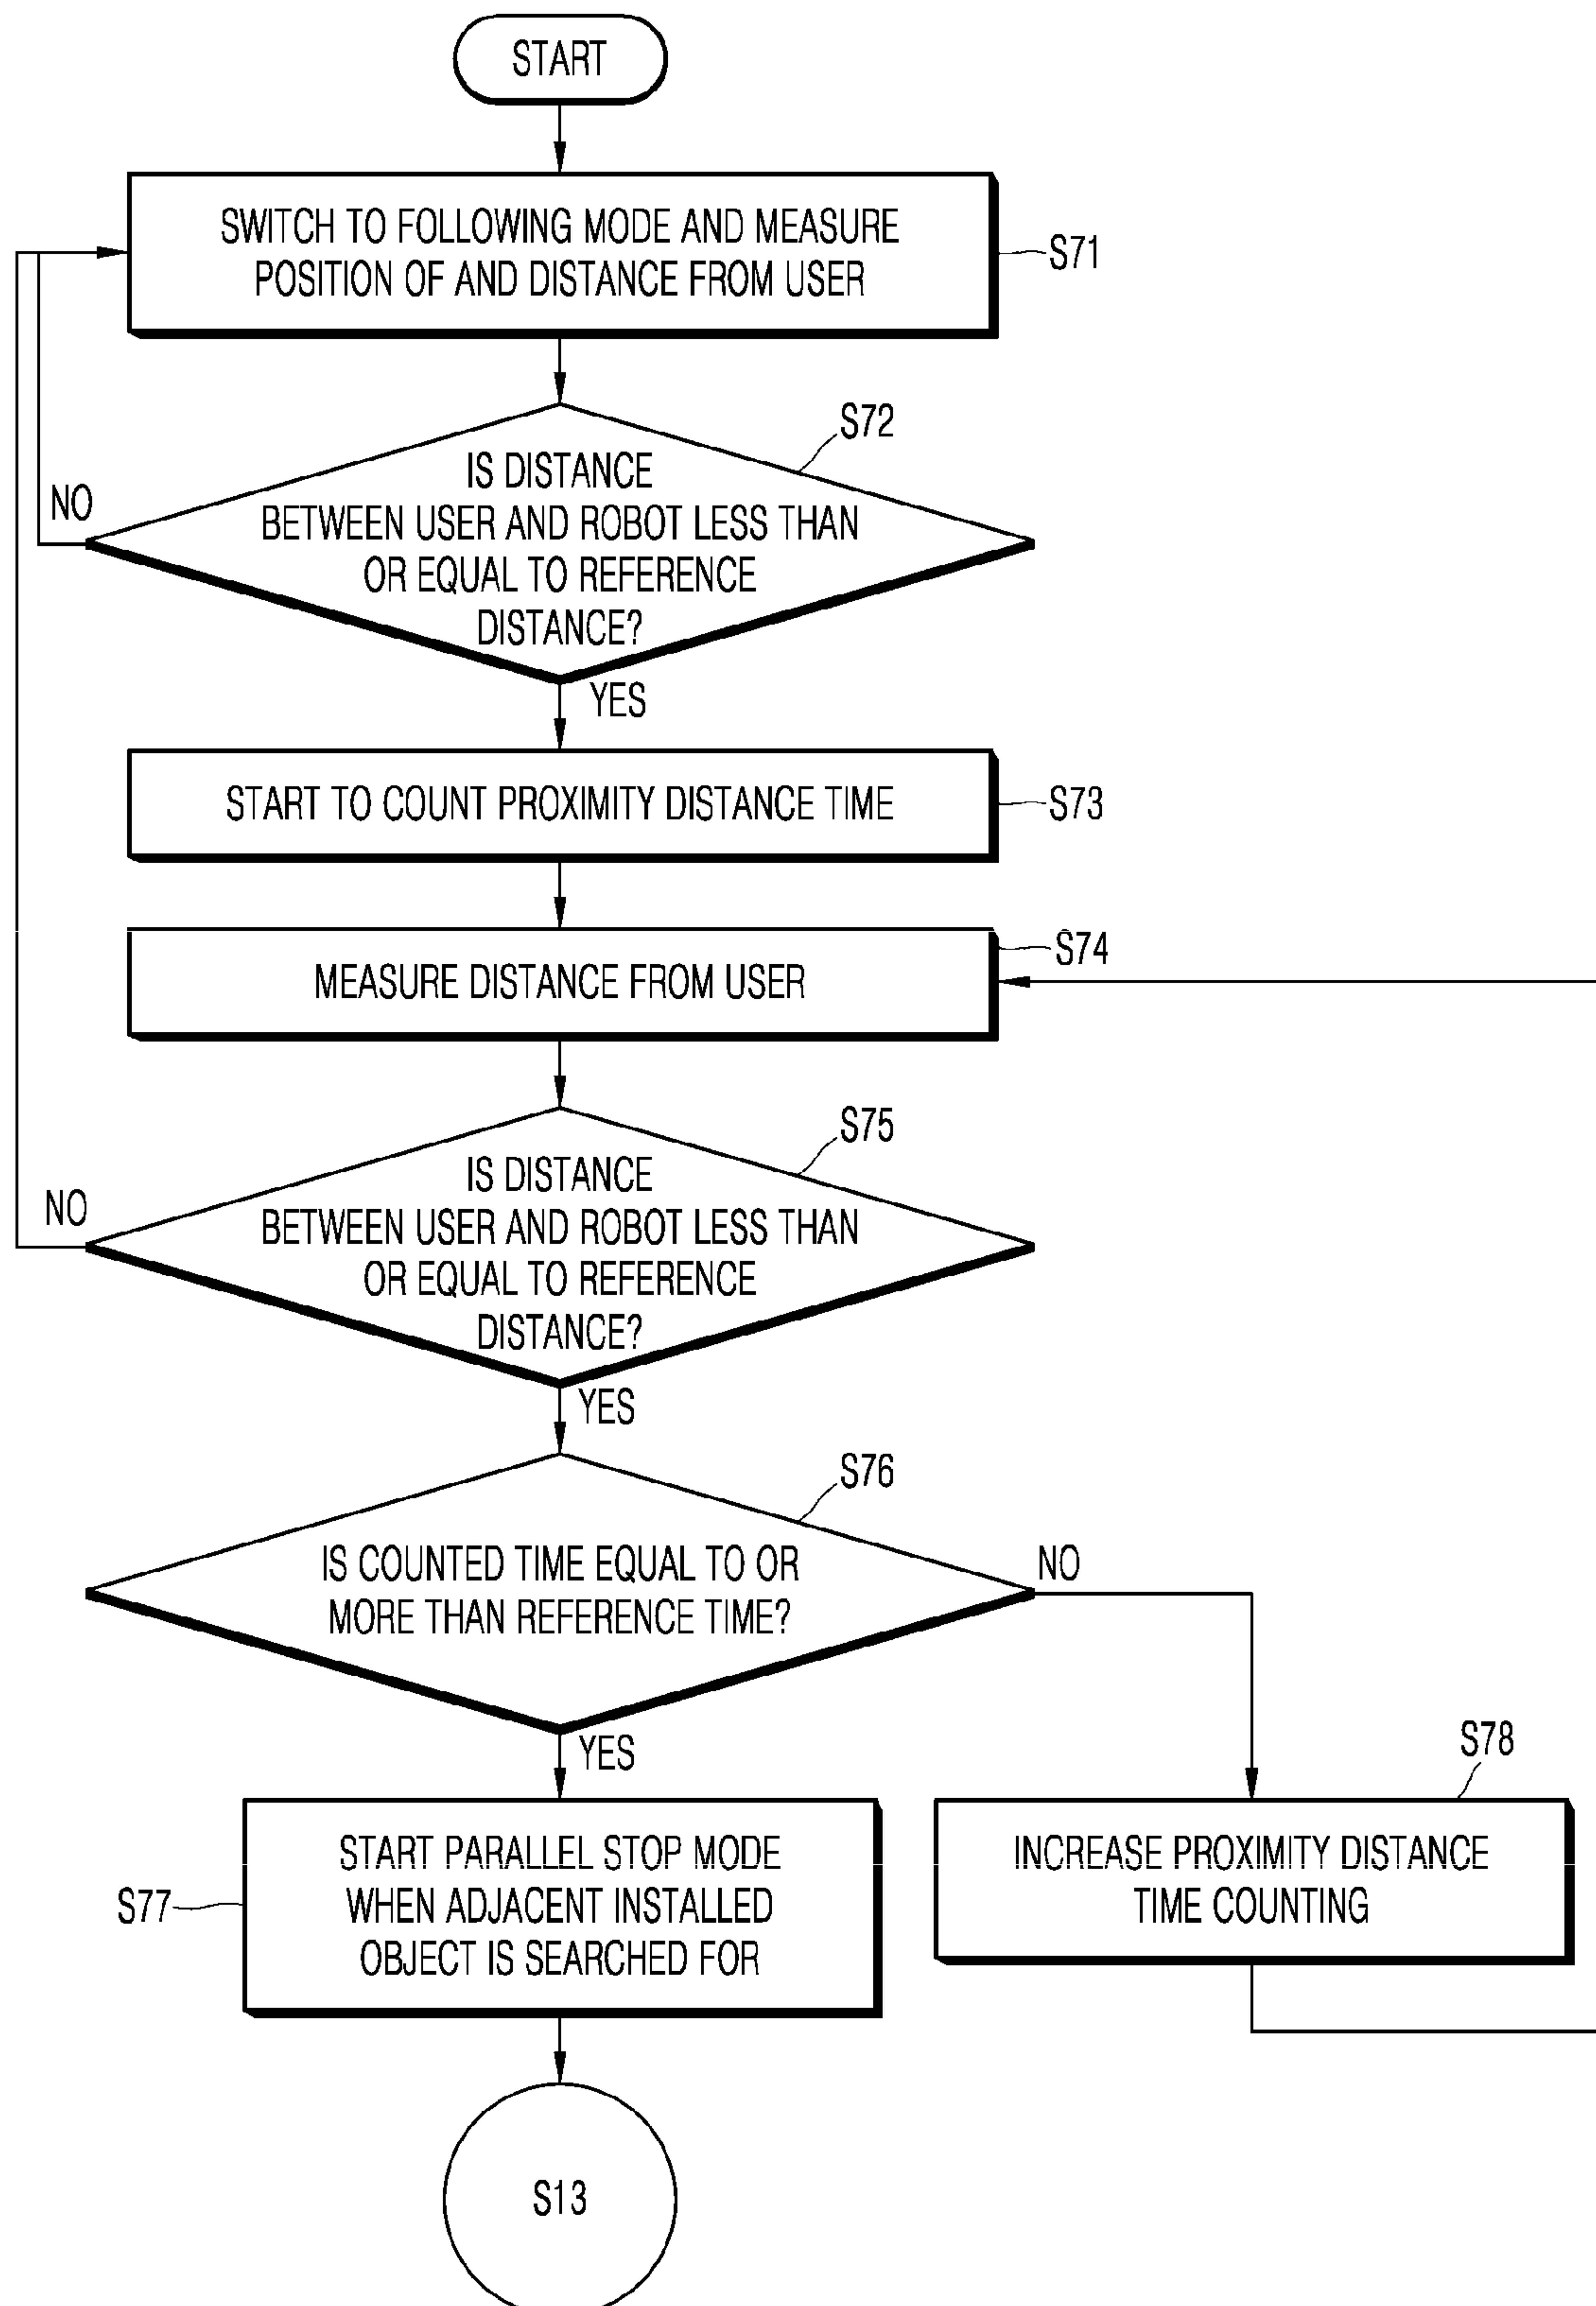 START
SWITCH TO FOLLOWING MODE AND MEASURE
POSITION OF AND DISTANCE FROM USER
S71
S72
IS DISTANCE
BETWEEN USER AND ROBOT LESS THAN
OR EQUAL TO REFERENCE
DISTANCE?
NO
YES
START TO COUNT PROXIMITY DISTANCE TIME
S73
S74
MEASURE DISTANCE FROM USER
S75
IS DISTANCE
BETWEEN USER AND ROBOT LESS THAN
OR EQUAL TO REFERENCE
DISTANCE?
NO
YES
S76
IS COUNTED TIME EQUAL TO OR
MORE THAN REFERENCE TIME?
NO
YES
S77
START PARALLEL STOP MODE
WHEN ADJACENT INSTALLED
OBJECT IS SEARCHED FOR
S78
INCREASE PROXIMITY DISTANCE
TIME COUNTING
S13